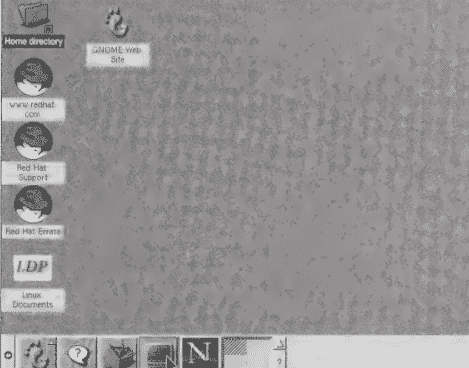 Home directory
GNOME Web
Site
www.redhat.
com
Red Hat
Support
Red Hat Errata
LDP
Linux
Documents
?
N
?